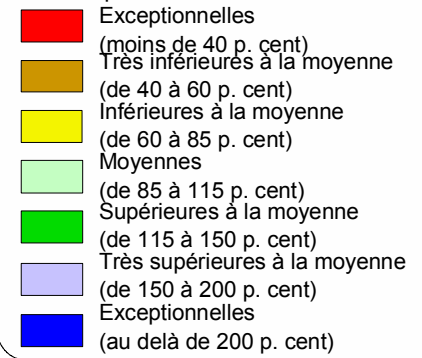 Exceptionnelles
(moins de 40 p. cent)
Très inférieures à la moyenne
(de 40 à 60 p. cent)
Inférieures à la moyenne
(de 60 à 85 p. cent)
Moyennes
(de 85 à 115 p. cent)
Supérieures à la moyenne
(de 115 à 150 p. cent)
Très supérieures à la moyenne
(de 150 à 200 p. cent)
Exceptionnelles
(au delà de 200 p. cent)